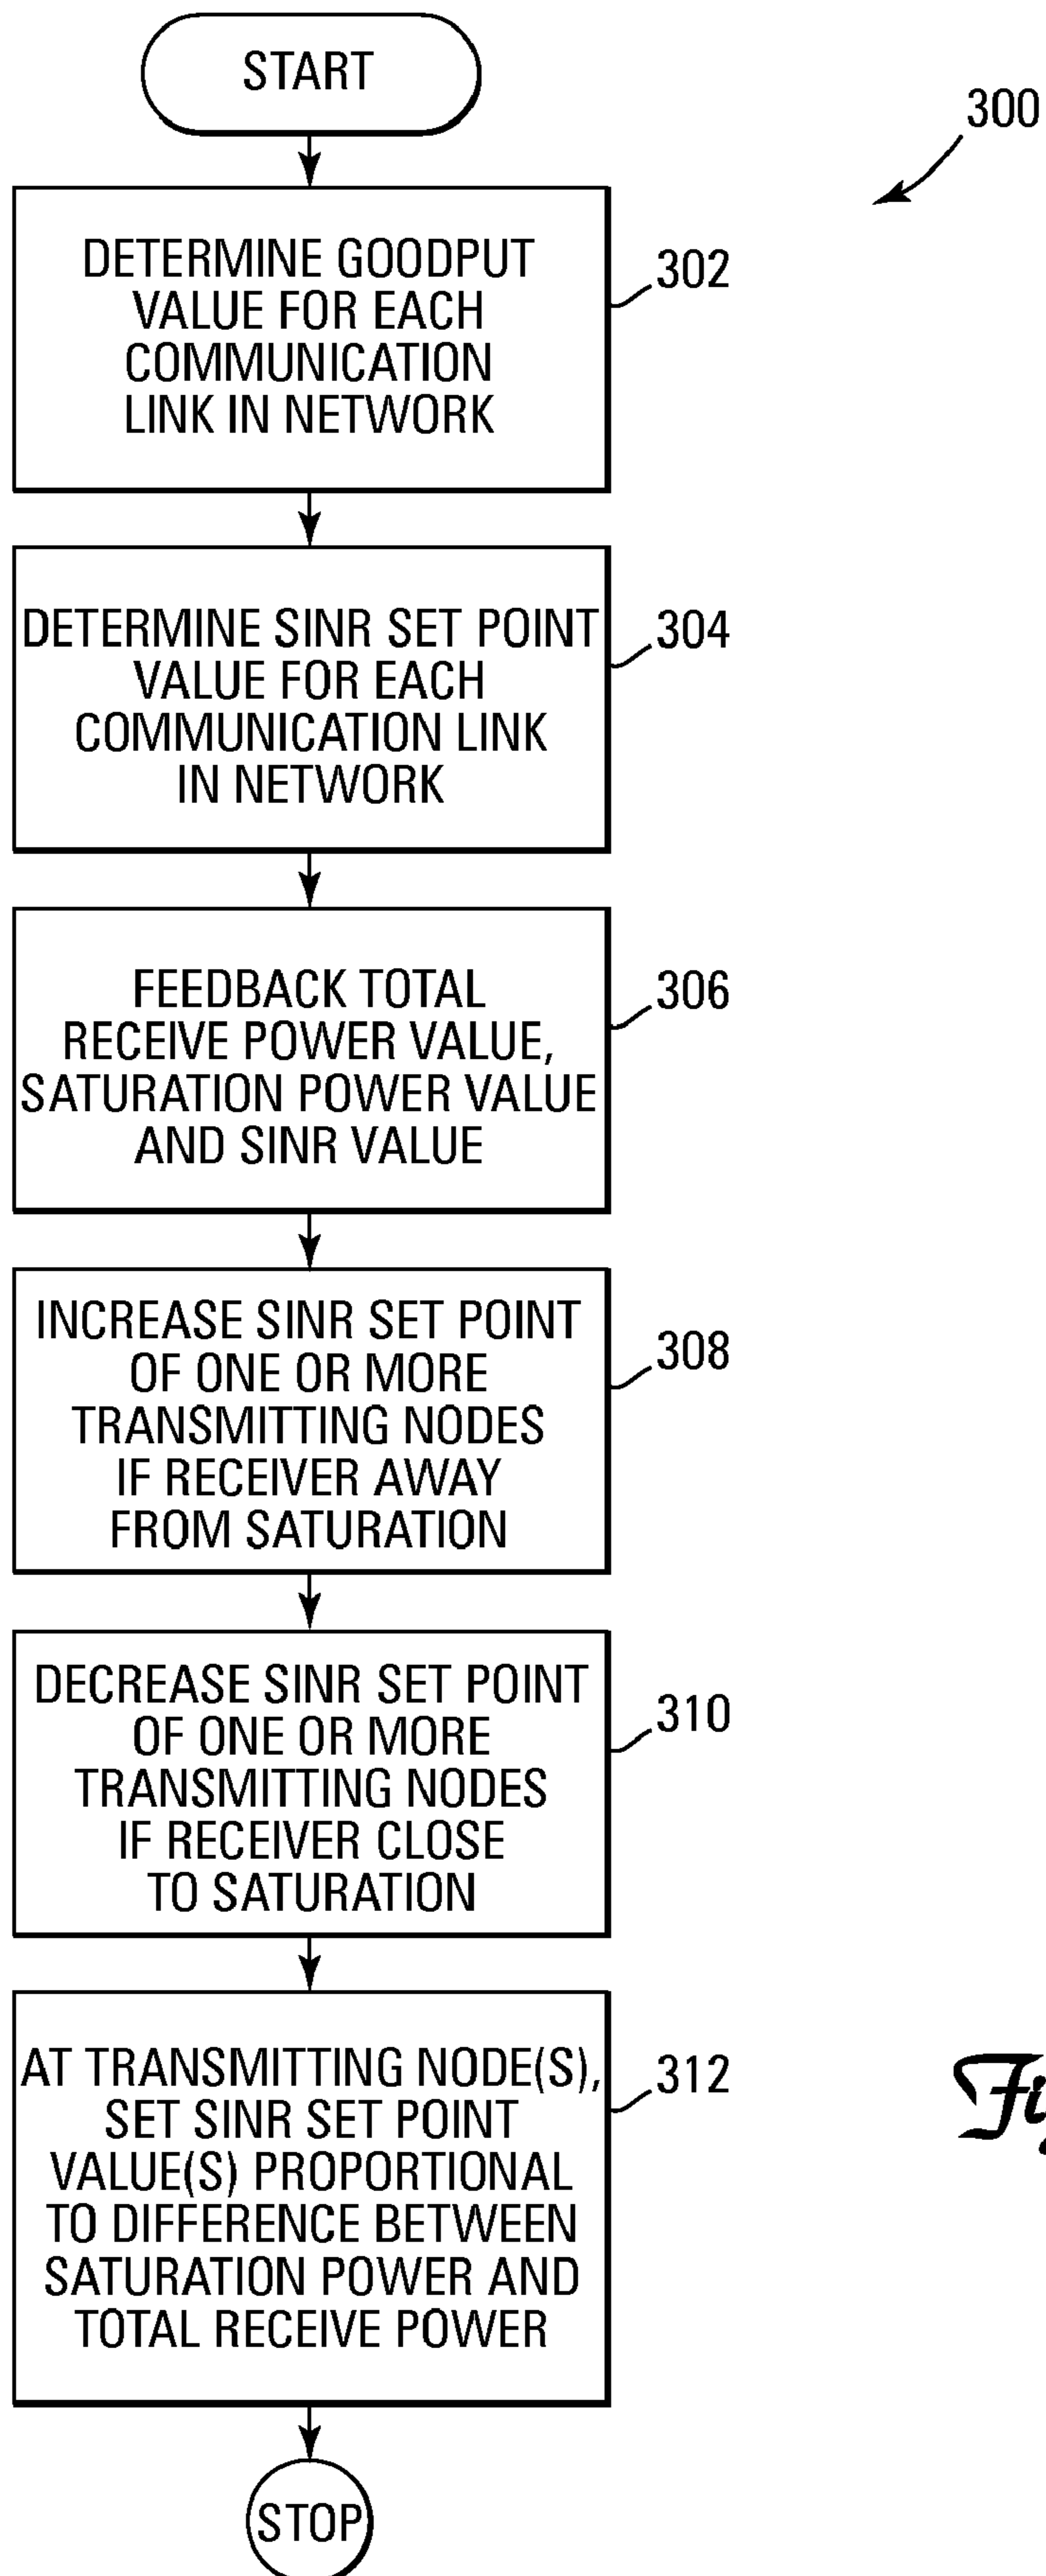 START
300
DETERMINE GOODPUT
VALUE FOR EACH
COMMUNICATION
LINK IN NETWORK
302
DETERMINE SINR SET POINT
VALUE FOR EACH
COMMUNICATION LINK
IN NETWORK
304
FEEDBACK TOTAL
RECEIVE POWER VALUE,
SATURATION POWER VALUE
AND SINR VALUE
306
INCREASE SINR SET POINT
OF ONE OR MORE
TRANSMITTING NODES
IF RECEIVER AWAY
FROM SATURATION
308
DECREASE SINR SET POINT
OF ONE OR MORE
TRANSMITTING NODES
IF RECEIVER CLOSE
TO SATURATION
310
AT TRANSMITTING NODE(S),
SET SINR SET POINT
VALUE(S) PROPORTIONAL
TO DIFFERENCE BETWEEN
SATURATION POWER AND
TOTAL RECEIVE POWER
312
STOP